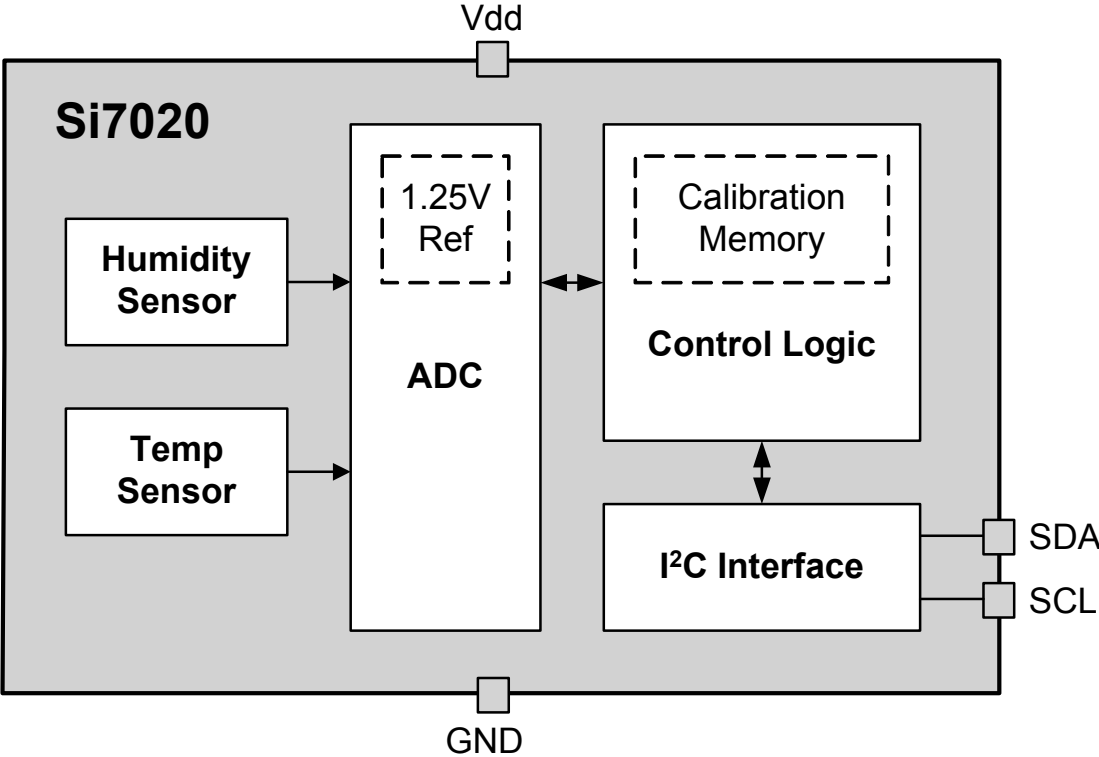 Vdd
Si7020
Humidity
Sensor
Temp
Sensor
1.25V
Ref
ADC
Calibration
Memory
Control Logic
I²C Interface
SDA
SCL
GND